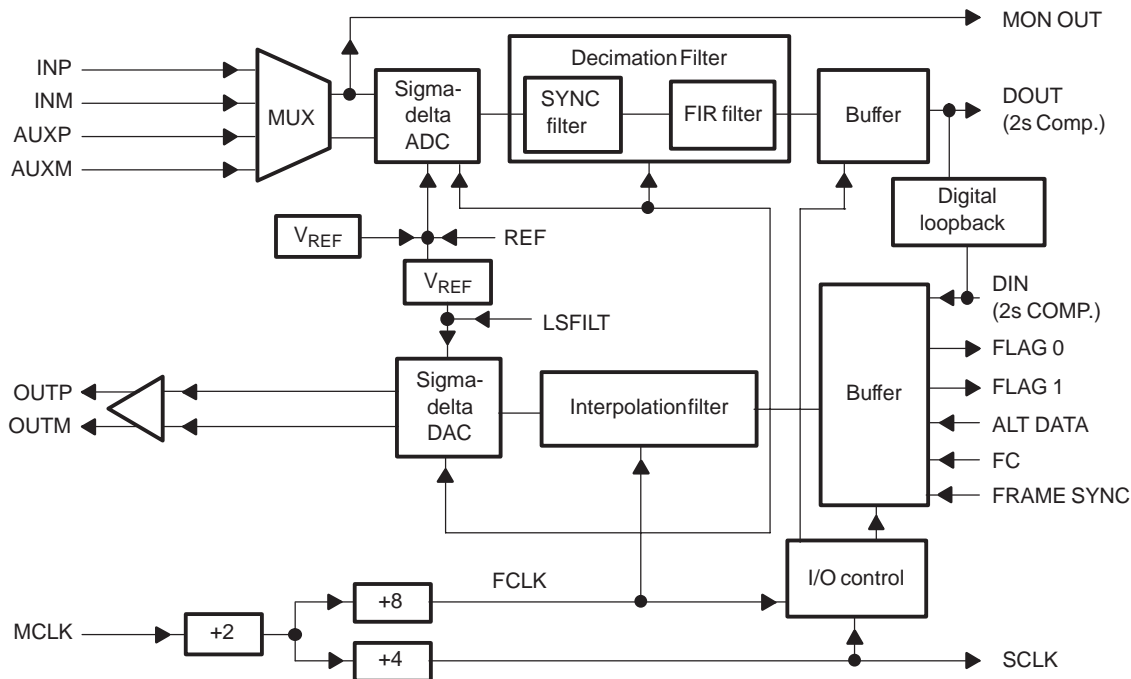 MON OUT
INP
INM
AUXP
AUXM
MUX
Sigma-
delta
ADC
Decimation Filter
SYNC
filter
FIR filter
Buffer
DOUT
(2s Comp.)
Digital
loopback
VREF
REF
VREF
LSFILT
DIN
(2s COMP.)
FLAG 0
FLAG 1
ALT DATA
FC
FRAME SYNC
OUTP
OUTM
Sigma-
delta
DAC
Interpolation filter
Buffer
I/O control
MCLK
+2
+8
FCLK
+4
SCLK